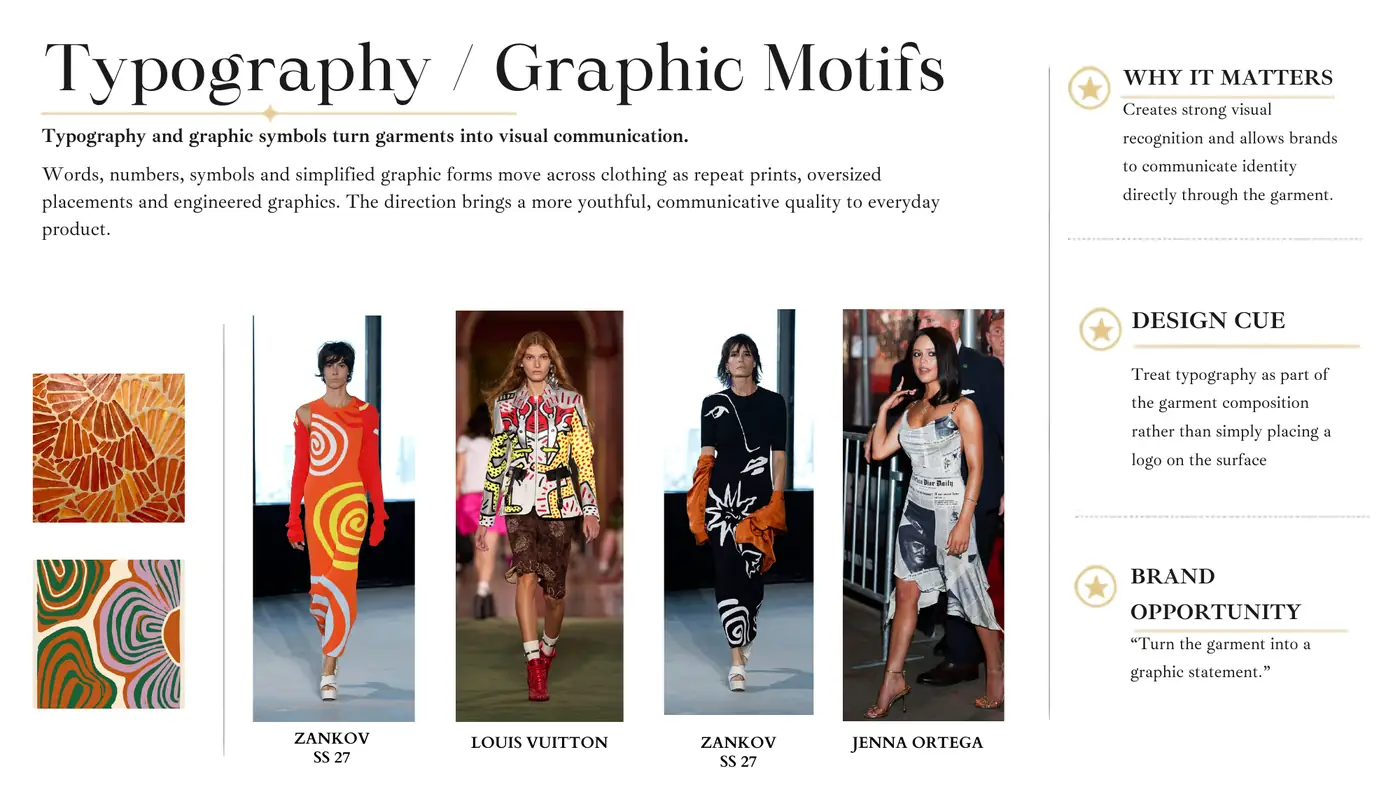 Typography / Graphic Motifs
Typography and graphic symbols turn garments into visual communication.
Words, numbers, symbols and simplified graphic forms move across clothing as repeat prints, oversized
placements and engineered graphics. The direction brings a more youthful, communicative quality to everyday
product.
ZANKOV
SS 27
LOUIS VUITTON
ZANKOV
SS 27
Dior Daily
JENNA ORTEGA
WHY IT MATTERS
Creates strong visual
recognition and allows brands
to communicate identity
directly through the garment.
DESIGN CUE
Treat typography as part of
the garment composition
rather than simply placing a
logo on the surface
BRAND
OPPORTUNITY
“Turn the garment into a
graphic statement.”